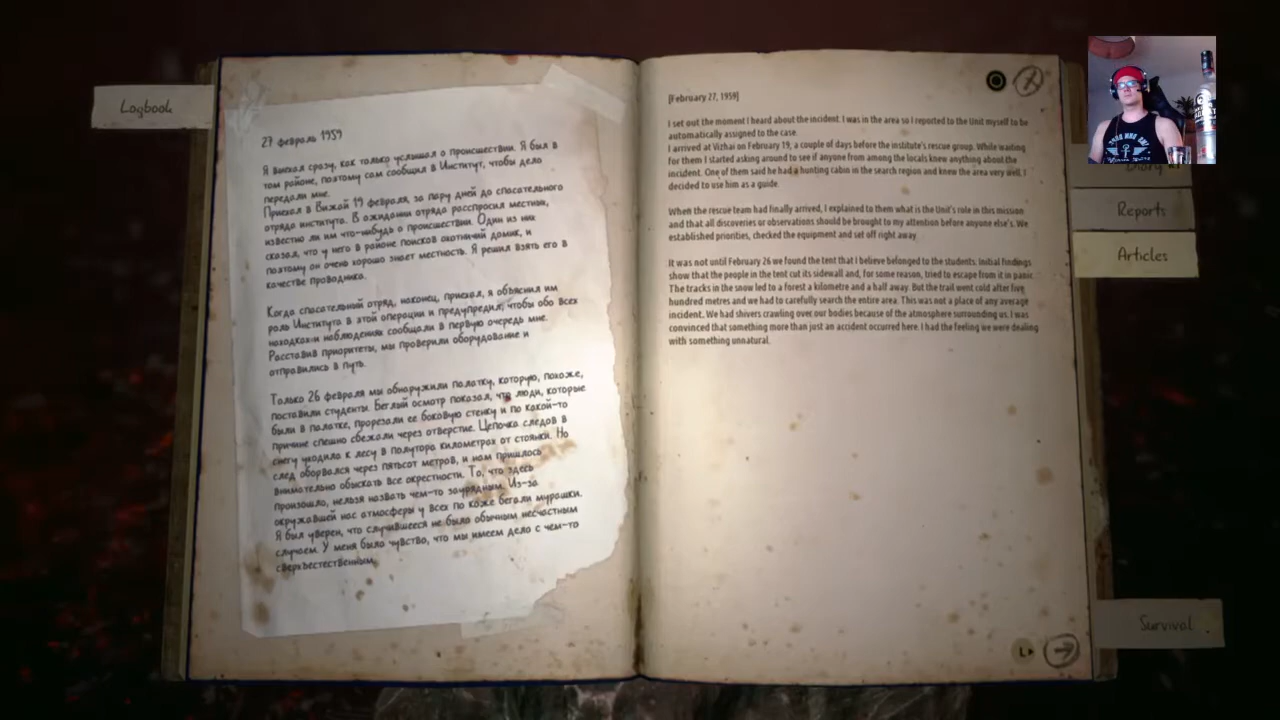 Logbook
27 февраль 1959
Я выехал сразу, как только услышал о происшествии. Я был в
том районе, поэтому сам сообщил в Институт, чтобы дело
передали мне.
Приехал в Вижай 19 февраля, за пару дней до спасательного
отряда института. В ожидании отряда расспросил местных,
известно ли им что-нибудь о происшествии. Один из них
сказал, что у него в районе поисков охотничий домик, и
поэтому он очень хорошо знает местность. Я решил взять его в
качестве проводника.
Когда спасательный отряд, наконец, приехал, я объяснил им
роль Института в этой операции и предупредил, чтобы обо всех
находках и наблюдениях сообщали в первую очередь мне.
Расставив приоритеты, мы проверили оборудование и
отправились в путь.
Только 26 февраля мы обнаружили палатку, которую, похоже,
поставили студенты. Беглый осмотр показал, что люди, которые
были в палатке, прорезали ее боковую стенку и по какой-то
причине спешно сбежали через отверстие. Цепочка следов в
снегу уходила к лесу в полутора километрах от стоянки. Но
след оборвался через пятьсот метров, и нам пришлось
внимательно обыскать все окрестности. То, что здесь
произошло, нельзя назвать чем-то заурядным. Из-за
окружавшей нас атмосферы у всех по коже бегали мурашки.
Я был уверен, что случившееся не было обычным несчастным
случаем. У меня было чувство, что мы имеем дело с чем-то
сверхъестественным.
[February 27, 1959]
I set out the moment I heard about the incident. I was in the area so I reported to the Unit myself to be
automatically assigned to the case.
I arrived at Vizhai on February 19, a couple of days before the institute's rescue group. While waiting
for them I started asking around to see if anyone from among the locals knew anything about the
incident. One of them said he had a hunting cabin in the search region and knew the area very well. I
decided to use him as a guide.
When the rescue team had finally arrived, I explained to them what is the Unit's role in this mission
and that all discoveries or observations should be brought to my attention before anyone else's. We
established priorities, checked the equipment and set off right away.
It was not until February 26 we found the tent that I believe belonged to the students. Initial findings
show that the people in the tent cut its sidewall and, for some reason, tried to escape from it in panic.
The tracks in the snow led to a forest a kilometre and a half away. But the trail went cold after five
hundred metres and we had to carefully search the entire area. This was not a place of any average
incident. We had shivers crawling over our bodies because of the atmosphere surrounding us. I was
convinced that something more than just an accident occurred here. I had the feeling we were dealing
with something unnatural.
Reports
Articles
L
Survival